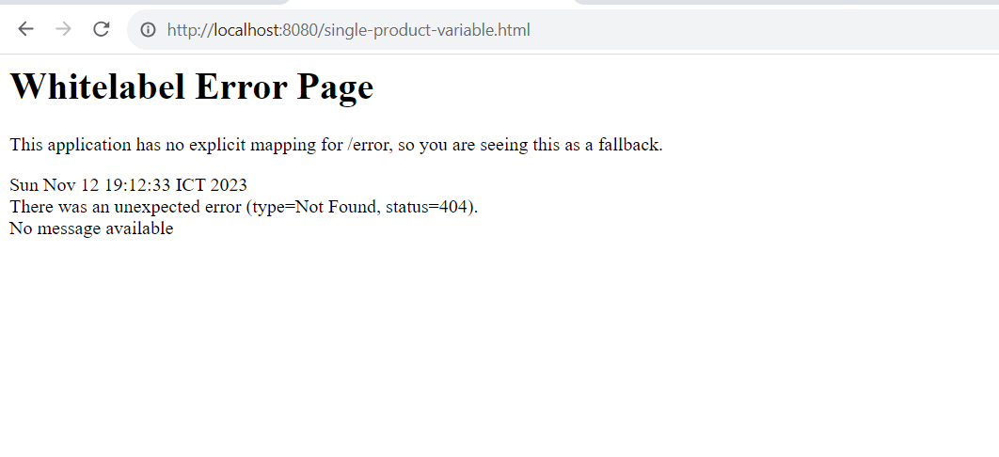 http://localhost:8080/single-product-variable.html
Whitelabel Error Page
This application has no explicit mapping for /error, so you are seeing this as a fallback.
Sun Nov 12 19:12:33 ICT 2023
There was an unexpected error (type=Not Found, status=404).
No message available